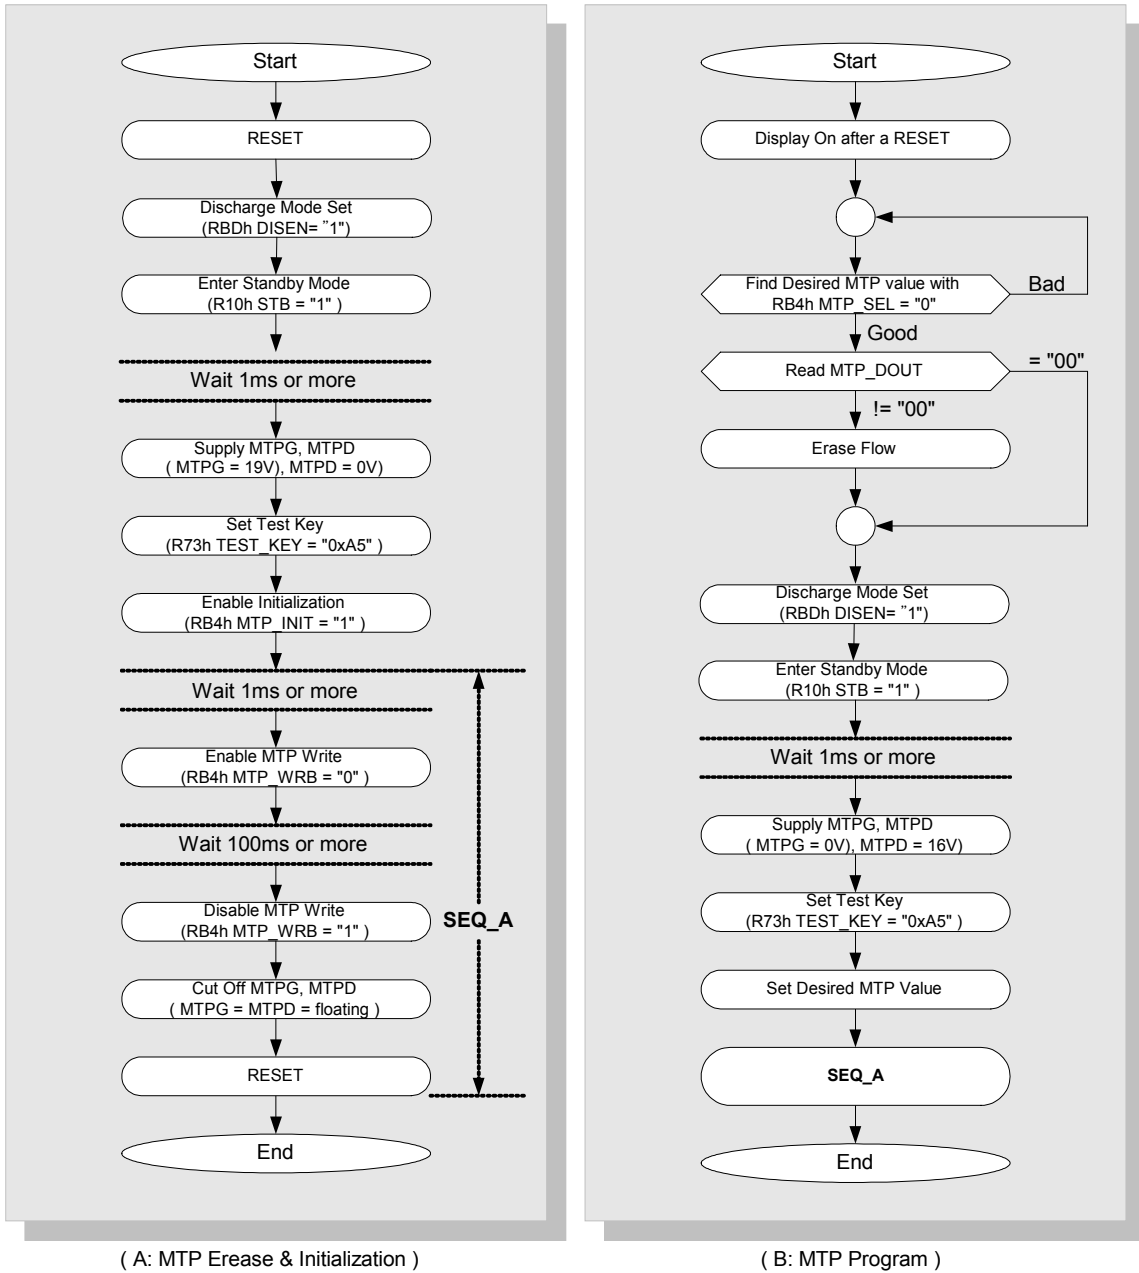 Start
RESET
Discharge Mode Set
(RBDh DISEN= ”1")
Enter Standby Mode
(R10h STB = "1" )
Wait 1ms or more
Supply MTPG, MTPD
( MTPG = 19V), MTPD = 0V)
Set Test Key
(R73h TEST_KEY = "0xA5" )
Enable Initialization
(RB4h MTP_INIT = "1" )
Wait 1ms or more
Enable MTP Write
(RB4h MTP_WRB = "0" )
Wait 100ms or more
Disable MTP Write
(RB4h MTP_WRB = "1" )
SEQ_A
Cut Off MTPG, MTPD
( MTPG = MTPD = floating )
RESET
End
( A: MTP Erease & Initialization )
Start
Display On after a RESET
Find Desired MTP value with
RB4h MTP_SEL = "0"
Bad
Good
Read MTP_DOUT
= "00"
!= "00"
Erase Flow
Discharge Mode Set
(RBDh DISEN= ”1")
Enter Standby Mode
(R10h STB = "1" )
Wait 1ms or more
Supply MTPG, MTPD
( MTPG = 0V), MTPD = 16V)
Set Test Key
(R73h TEST_KEY = "0xA5" )
Set Desired MTP Value
SEQ_A
End
( B: MTP Program )